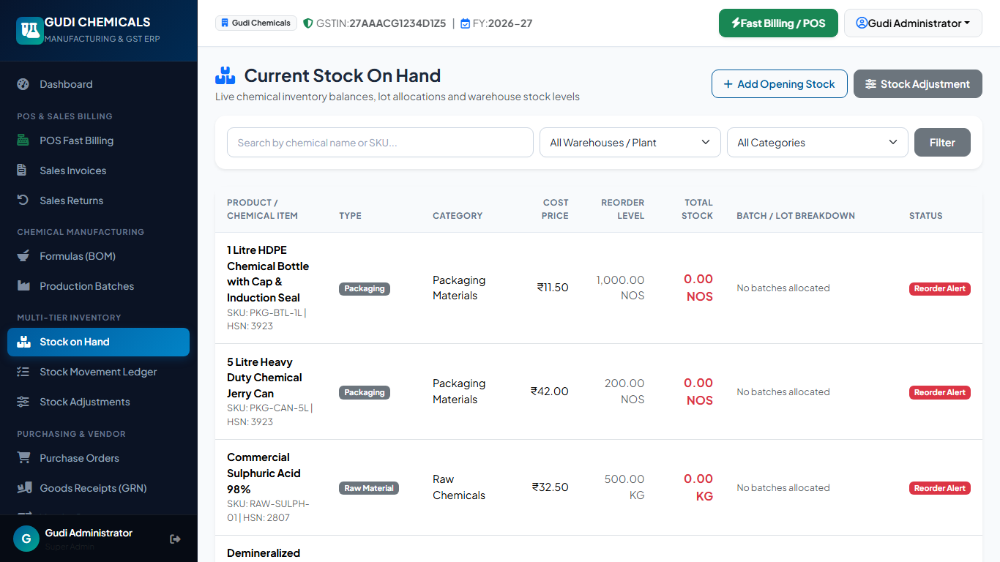 GUDI CHEMICALS
MANUFACTURING & GST ERP
Dashboard
POS & SALES BILLING
POS Fast Billing
Sales Invoices
Sales Returns
CHEMICAL MANUFACTURING
Formulas (BOM)
Production Batches
MULTI-TIER INVENTORY
Stock on Hand
Stock Movement Ledger
Stock Adjustments
PURCHASING & VENDOR
Purchase Orders
Goods Receipts (GRN)
G
Gudi Administrator
Super Admin
Gudi Chemicals
GSTIN:27AAACG1234D1Z5 | FY:2026-27
Fast Billing / POS
Gudi Administrator
Current Stock On Hand
Live chemical inventory balances, lot allocations and warehouse stock levels
+ Add Opening Stock
Stock Adjustment
Search by chemical name or SKU...
All Warehouses / Plant
All Categories
Filter
PRODUCT /
CHEMICAL ITEM
TYPE
CATEGORY
COST
PRICE
REORDER
LEVEL
TOTAL
STOCK
BATCH / LOT BREAKDOWN
STATUS
1 Litre HDPE
Chemical Bottle
with Cap &
Induction Seal
SKU: PKG-BTL-1L |
HSN: 3923
Packaging
Packaging
Materials
₹11.50
1,000.00
NOS
0.00
NOS
No batches allocated
Reorder Alert
5 Litre Heavy
Duty Chemical
Jerry Can
SKU: PKG-CAN-5L |
HSN: 3923
Packaging
Packaging
Materials
₹42.00
200.00
NOS
0.00
NOS
No batches allocated
Reorder Alert
Commercial
Sulphuric Acid
98%
SKU: RAW-SULPH-
01 | HSN: 2807
Raw Material
Raw
Chemicals
₹32.50
500.00
KG
0.00
KG
No batches allocated
Reorder Alert
Demineralized